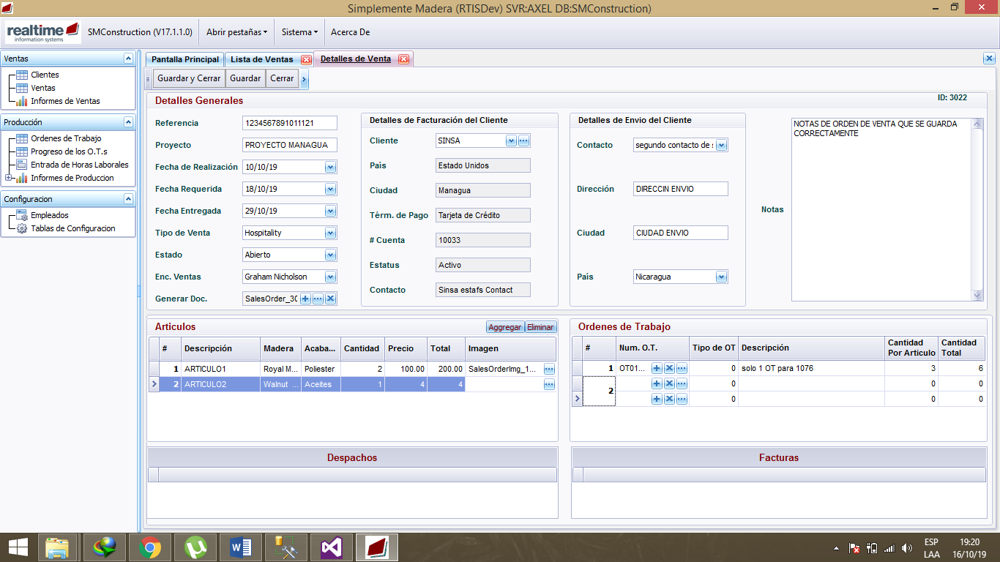 Simplemente Madera (RTISDev) SVR:AXEL DB:SMConstruction)
realtime
information systems
SMConstruction (V17.1.1.0)
Abrir pestañas
Sistema
Acerca De
Ventas
Clientes
Ventas
Informes de Ventas
Producción
Ordenes de Trabajo
Progreso de los O.T.s
Entrada de Horas Laborales
Informes de Produccion
Configuracion
Empleados
Tablas de Configuracion
Pantalla Principal
Lista de Ventas
Detalles de Venta
Guardar y Cerrar
Guardar
Cerrar
Detalles Generales
ID: 3022
Referencia
1234567891011121
Proyecto
PROYECTO MANAGUA
Fecha de Realización
10/10/19
Fecha Requerida
18/10/19
Fecha Entregada
29/10/19
Tipo de Venta
Hospitality
Estado
Abierto
Enc. Ventas
Graham Nicholson
Generar Doc.
SalesOrder_30
Detalles de Facturación del Cliente
Cliente
SINSA
País
Estado Unidos
Ciudad
Managua
Térm. de Pago
Tarjeta de Crédito
# Cuenta
10033
Estatus
Activo
Contacto
Sinsa estafs Contact
Detalles de Envio del Cliente
Contacto
segundo contacto de s
Dirección
DIRECCIN ENVIO
Ciudad
CIUDAD ENVIO
País
Nicaragua
Notas
NOTAS DE ORDEN DE VENTA QUE SE GUARDA
CORRECTAMENTE
Articulos
Aggregar
Eliminar
# Descripción Madera Acaba... Cantidad Precio Total Imagen
1 ARTICULO1 Royal M... Poliester 2 100.00 200.00 SalesOrderImg_1...
2 ARTICULO2 Walnut ... Aceites 1 4 4
Ordenes de Trabajo
# Num. O.T. Tipo de OT Descripción Cantidad Por Articulo Cantidad Total
1 OT01... 0 solo 1 OT para 1076 3 6
2 0 0 0
0 0 0
Despachos
Facturas
ESP
LAA
19:20
16/10/19